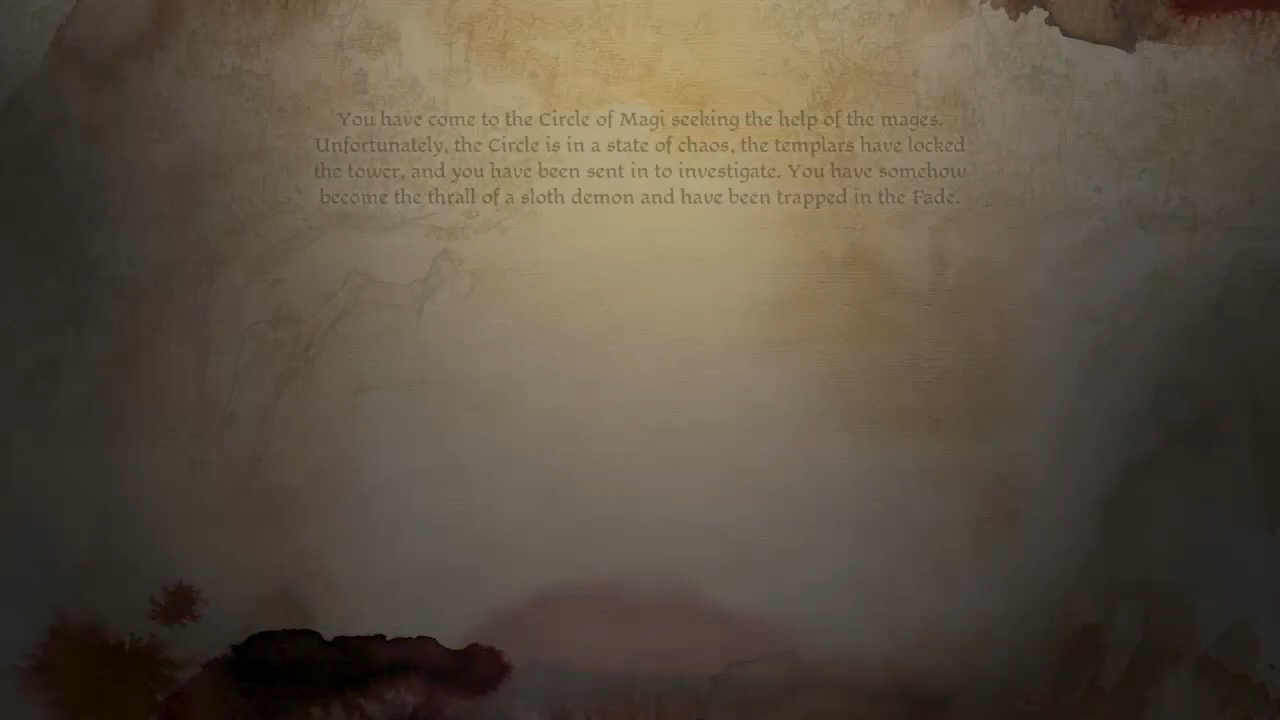 You have come to the Circle of Magi seeking the help of the mages.
Unfortunately, the Circle is in a state of chaos, the templars have locked
the tower, and you have been sent in to investigate. You have somehow
become the thrall of a sloth demon and have been trapped in the Fade.